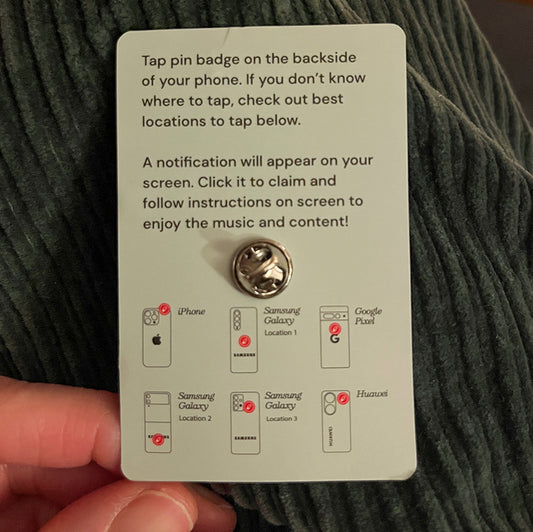 Tap pin badge on the backside
of your phone. If you don't know
where to tap, check out best
locations to tap below.
A notification will appear on your
screen. Click it to claim and
follow instructions on screen to
enjoy the music and content!
iPhone
Samsung
Galaxy
Location 1
SAMSUNG
Google
Pixel
G
Samsung
Galaxy
Location 2
Samsung
Galaxy
Location 3
SAMSUNG
Huawei
HUAWEI